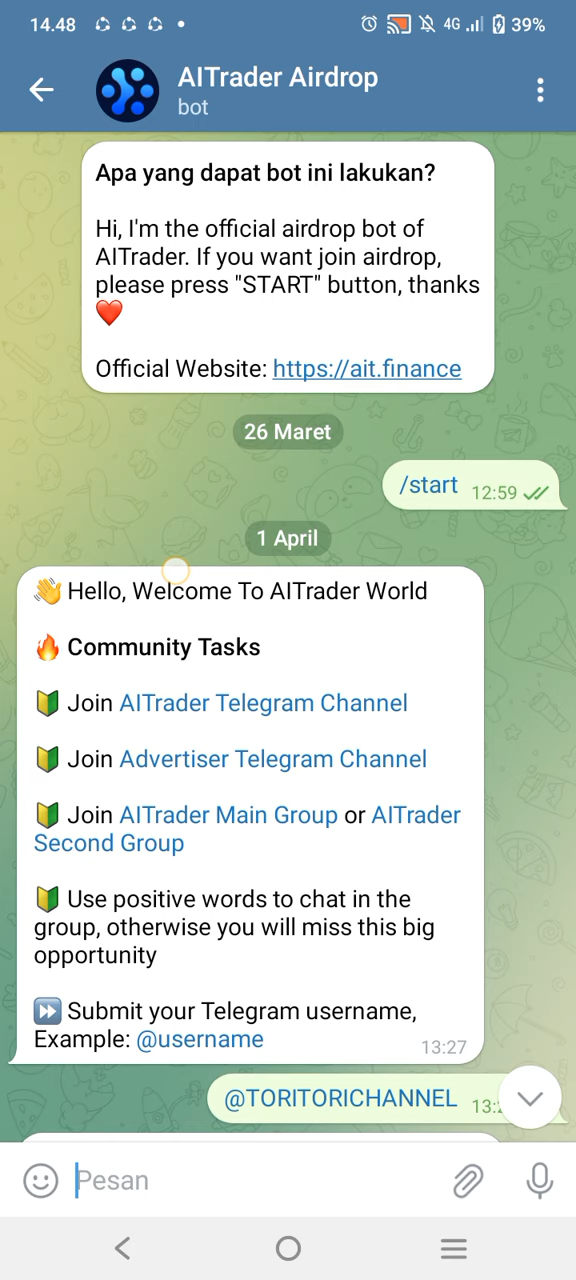 14.48
4G
39%
AITrader Airdrop
bot
Apa yang dapat bot ini lakukan?
Hi, I'm the official airdrop bot of
AITrader. If you want join airdrop,
please press "START" button, thanks
❤️
Official Website: https://ait.finance
26 Maret
/start 12:59
1 April
👋 Hello, Welcome To AITrader World
🔥 Community Tasks
🔰 Join AITrader Telegram Channel
🔰 Join Advertiser Telegram Channel
🔰 Join AITrader Main Group or AITrader
Second Group
🔰 Use positive words to chat in the
group, otherwise you will miss this big
opportunity
⏩ Submit your Telegram username,
Example: @username
13:27
@TORITORICHANNEL
Pesan